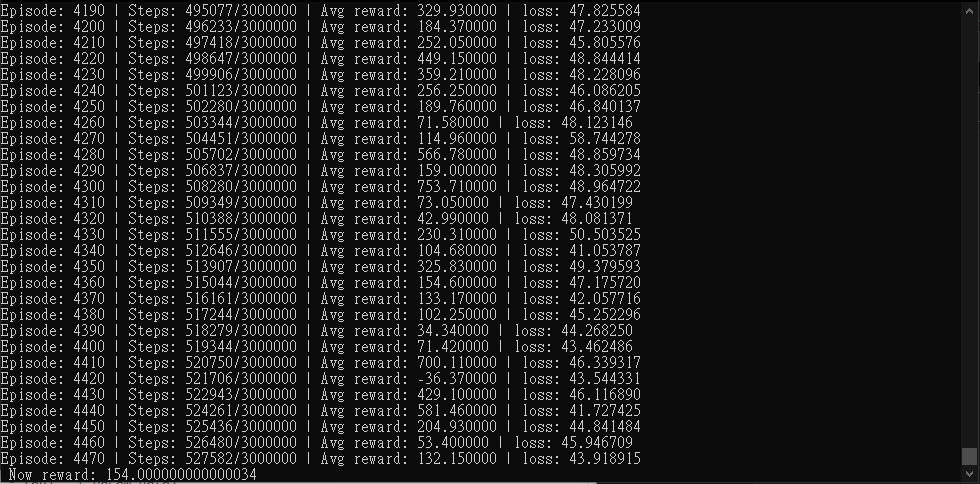 Episode: 4190 | Steps: 495077/3000000 | Avg reward: 329.930000 | loss: 47.825584
Episode: 4200 | Steps: 496233/3000000 | Avg reward: 184.370000 | loss: 47.233009
Episode: 4210 | Steps: 497418/3000000 | Avg reward: 252.050000 | loss: 45.805576
Episode: 4220 | Steps: 498647/3000000 | Avg reward: 449.150000 | loss: 48.844414
Episode: 4230 | Steps: 499906/3000000 | Avg reward: 359.210000 | loss: 48.228096
Episode: 4240 | Steps: 501123/3000000 | Avg reward: 256.250000 | loss: 46.086205
Episode: 4250 | Steps: 502280/3000000 | Avg reward: 189.760000 | loss: 46.840137
Episode: 4260 | Steps: 503344/3000000 | Avg reward: 71.580000 | loss: 48.123146
Episode: 4270 | Steps: 504451/3000000 | Avg reward: 114.960000 | loss: 58.744278
Episode: 4280 | Steps: 505702/3000000 | Avg reward: 566.780000 | loss: 48.859734
Episode: 4290 | Steps: 506837/3000000 | Avg reward: 159.000000 | loss: 48.305992
Episode: 4300 | Steps: 508280/3000000 | Avg reward: 753.710000 | loss: 48.964722
Episode: 4310 | Steps: 509349/3000000 | Avg reward: 73.050000 | loss: 47.430199
Episode: 4320 | Steps: 510388/3000000 | Avg reward: 42.990000 | loss: 48.081371
Episode: 4330 | Steps: 511555/3000000 | Avg reward: 230.310000 | loss: 50.503525
Episode: 4340 | Steps: 512646/3000000 | Avg reward: 104.680000 | loss: 41.053787
Episode: 4350 | Steps: 513907/3000000 | Avg reward: 325.830000 | loss: 49.379593
Episode: 4360 | Steps: 515044/3000000 | Avg reward: 154.600000 | loss: 47.175720
Episode: 4370 | Steps: 516161/3000000 | Avg reward: 133.170000 | loss: 42.057716
Episode: 4380 | Steps: 517244/3000000 | Avg reward: 102.250000 | loss: 45.252296
Episode: 4390 | Steps: 518279/3000000 | Avg reward: 34.340000 | loss: 44.268250
Episode: 4400 | Steps: 519344/3000000 | Avg reward: 71.420000 | loss: 43.462486
Episode: 4410 | Steps: 520750/3000000 | Avg reward: 700.110000 | loss: 46.339317
Episode: 4420 | Steps: 521706/3000000 | Avg reward: -36.370000 | loss: 43.544331
Episode: 4430 | Steps: 522943/3000000 | Avg reward: 429.100000 | loss: 46.116890
Episode: 4440 | Steps: 524261/3000000 | Avg reward: 581.460000 | loss: 41.727425
Episode: 4450 | Steps: 525436/3000000 | Avg reward: 204.930000 | loss: 44.841484
Episode: 4460 | Steps: 526480/3000000 | Avg reward: 53.400000 | loss: 45.946709
Episode: 4470 | Steps: 527582/3000000 | Avg reward: 132.150000 | loss: 43.918915
| Now reward: 154.000000000000034